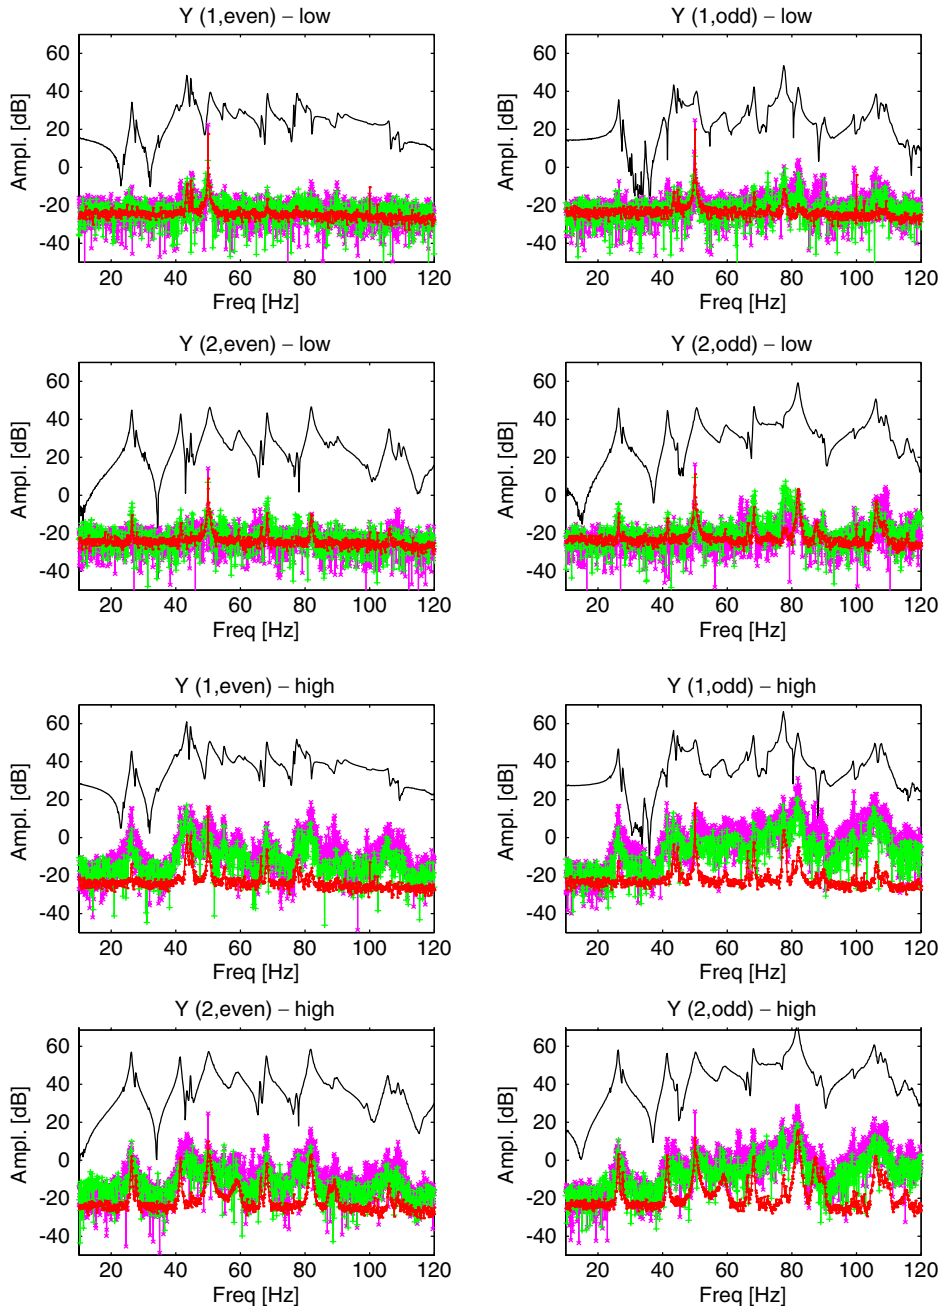 Y (1,even) – low
Ampl. [dB]
60
40
20
0
-20
-40
20 40 60 80 100 120
Freq [Hz]
Y (1,odd) – low
Ampl. [dB]
60
40
20
0
-20
-40
20 40 60 80 100 120
Freq [Hz]
Y (2,even) – low
Ampl. [dB]
60
40
20
0
-20
-40
20 40 60 80 100 120
Freq [Hz]
Y (2,odd) – low
Ampl. [dB]
60
40
20
0
-20
-40
20 40 60 80 100 120
Freq [Hz]
Y (1,even) – high
Ampl. [dB]
60
40
20
0
-20
-40
20 40 60 80 100 120
Freq [Hz]
Y (1,odd) – high
Ampl. [dB]
60
40
20
0
-20
-40
20 40 60 80 100 120
Freq [Hz]
Y (2,even) – high
Ampl. [dB]
60
40
20
0
-20
-40
20 40 60 80 100 120
Freq [Hz]
Y (2,odd) – high
Ampl. [dB]
60
40
20
0
-20
-40
20 40 60 80 100 120
Freq [Hz]